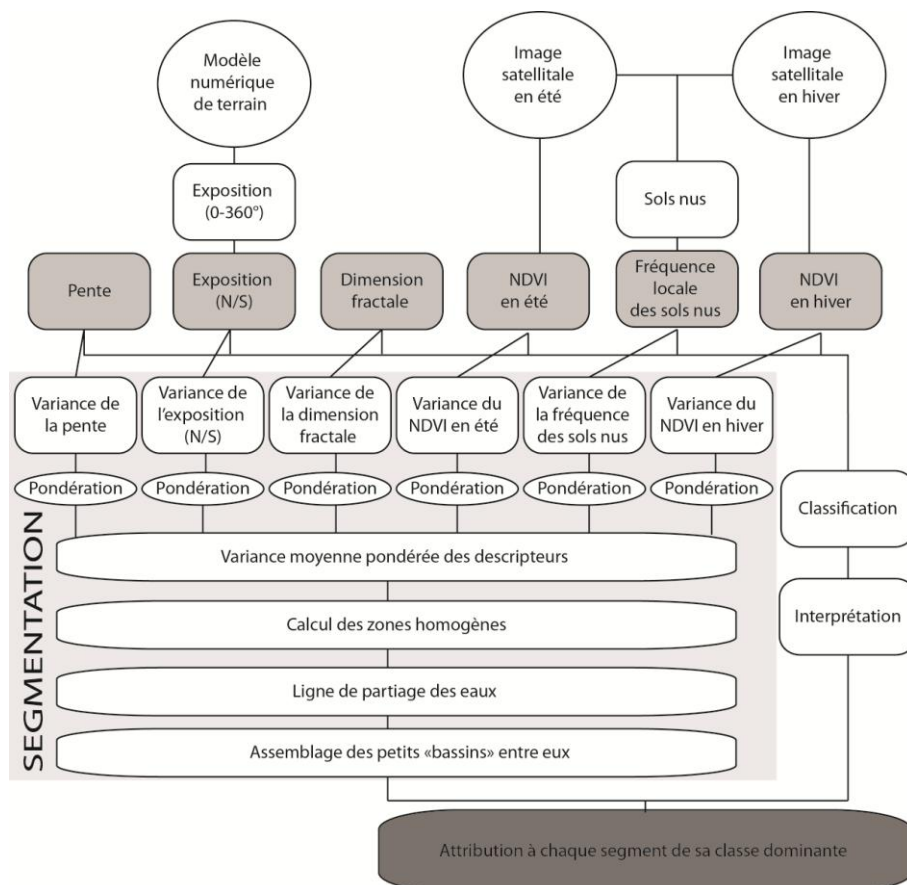 Modèle
numérique
de terrain
Image
satellitale
en été
Image
satellitale
en hiver
Exposition
(0-360°)
Sols nus
Pente
Exposition
(N/S)
Dimension
fractale
NDVI
en été
Fréquence
locale
des sols nus
NDVI
en hiver
Variance de
la pente
Variance de
l'exposition
(N/S)
Variance de
la dimension
fractale
Variance du
NDVI en été
Variance de
la fréquence
des sols nus
Variance du
NDVI en hiver
Pondération
Pondération
Pondération
Pondération
Pondération
Pondération
Classification
Interprétation
SEGMENTATION
Variance moyenne pondérée des descripteurs
Calcul des zones homogènes
Ligne de partiage des eaux
Assemblage des petits «bassins» entre eux
Attribution à chaque segment de sa classe dominante